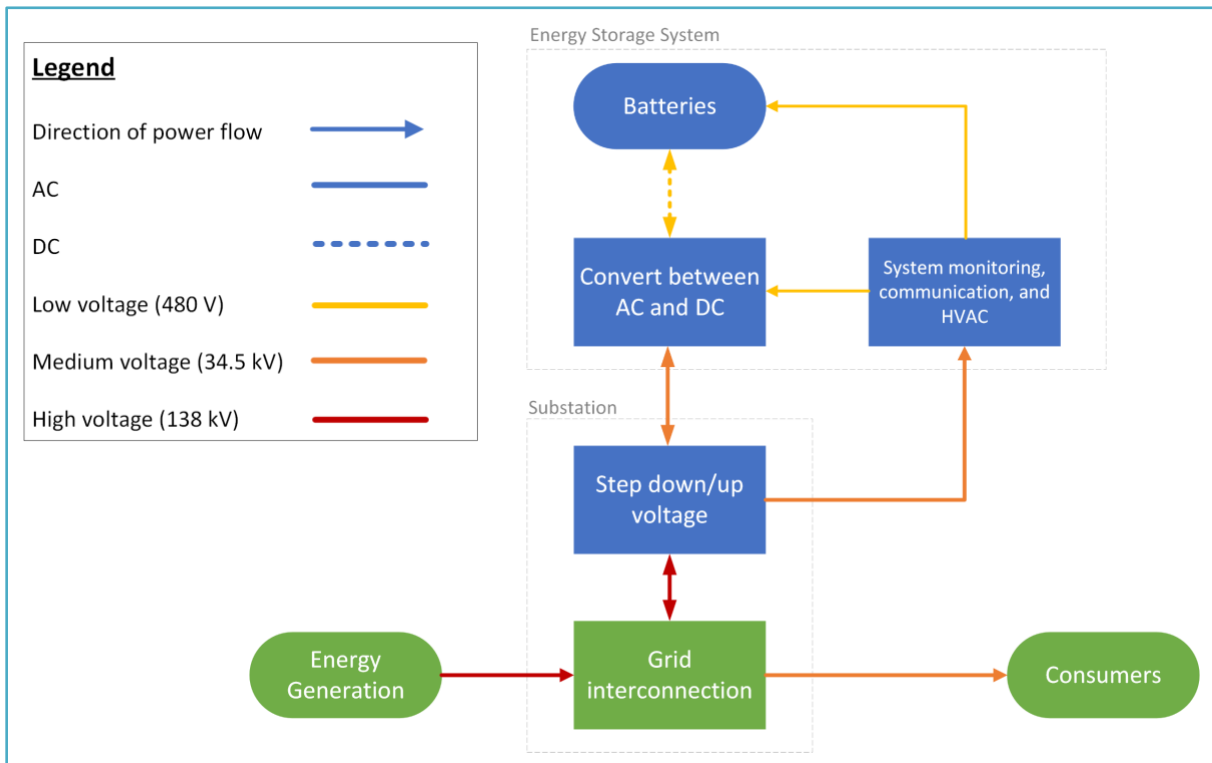 Legend
Direction of power flow
AC
DC
Low voltage (480 V)
Medium voltage (34.5 kV)
High voltage (138 kV)
Energy Storage System
Batteries
Convert between
AC and DC
System monitoring,
communication, and
HVAC
Substation
Step down/up
voltage
Energy
Generation
Grid
interconnection
Consumers